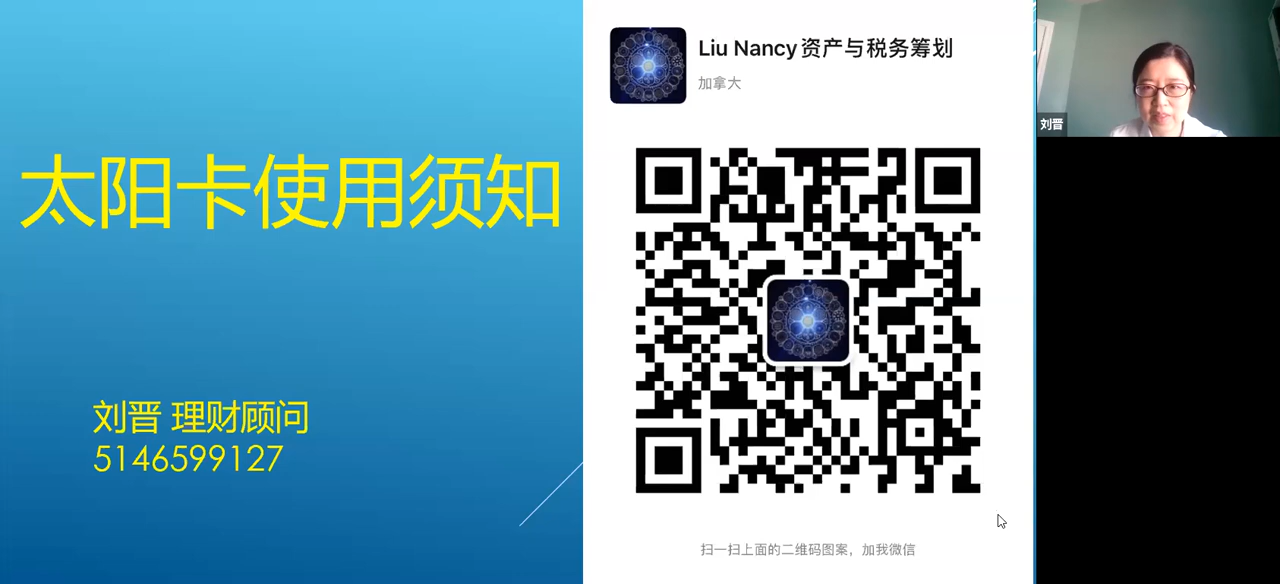 太阳卡使用须知
刘晋 理财顾问
5146599127
Liu Nancy资产与税务筹划
加拿大
扫一扫上面的二维码图案，加我微信
刘晋